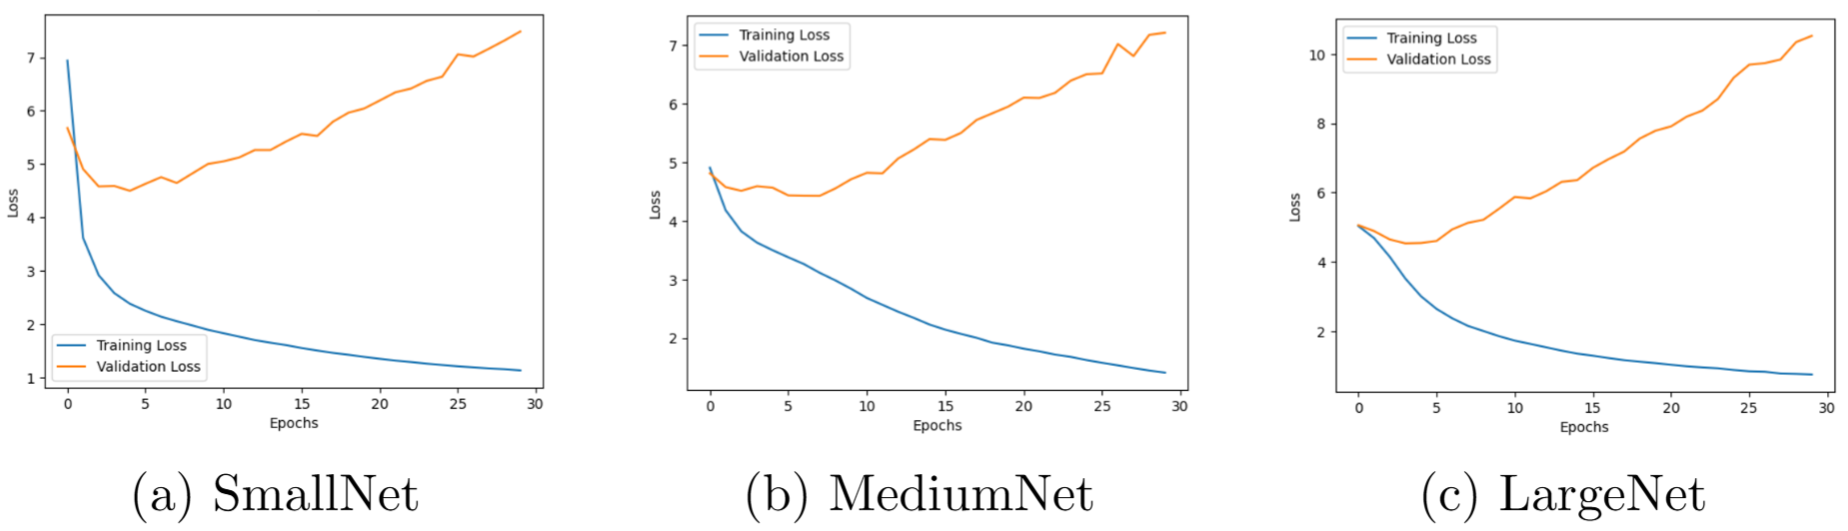 7
6
5
4
3
2
1
Loss
Training Loss
Validation Loss
0 5 10 15 20 25 30
Epochs
(a) SmallNet
Training Loss
Validation Loss
7
6
5
4
3
2
Loss
0 5 10 15 20 25 30
Epochs
(b) MediumNet
Training Loss
Validation Loss
10
8
6
4
2
Loss
0 5 10 15 20 25 30
Epochs
(c) LargeNet